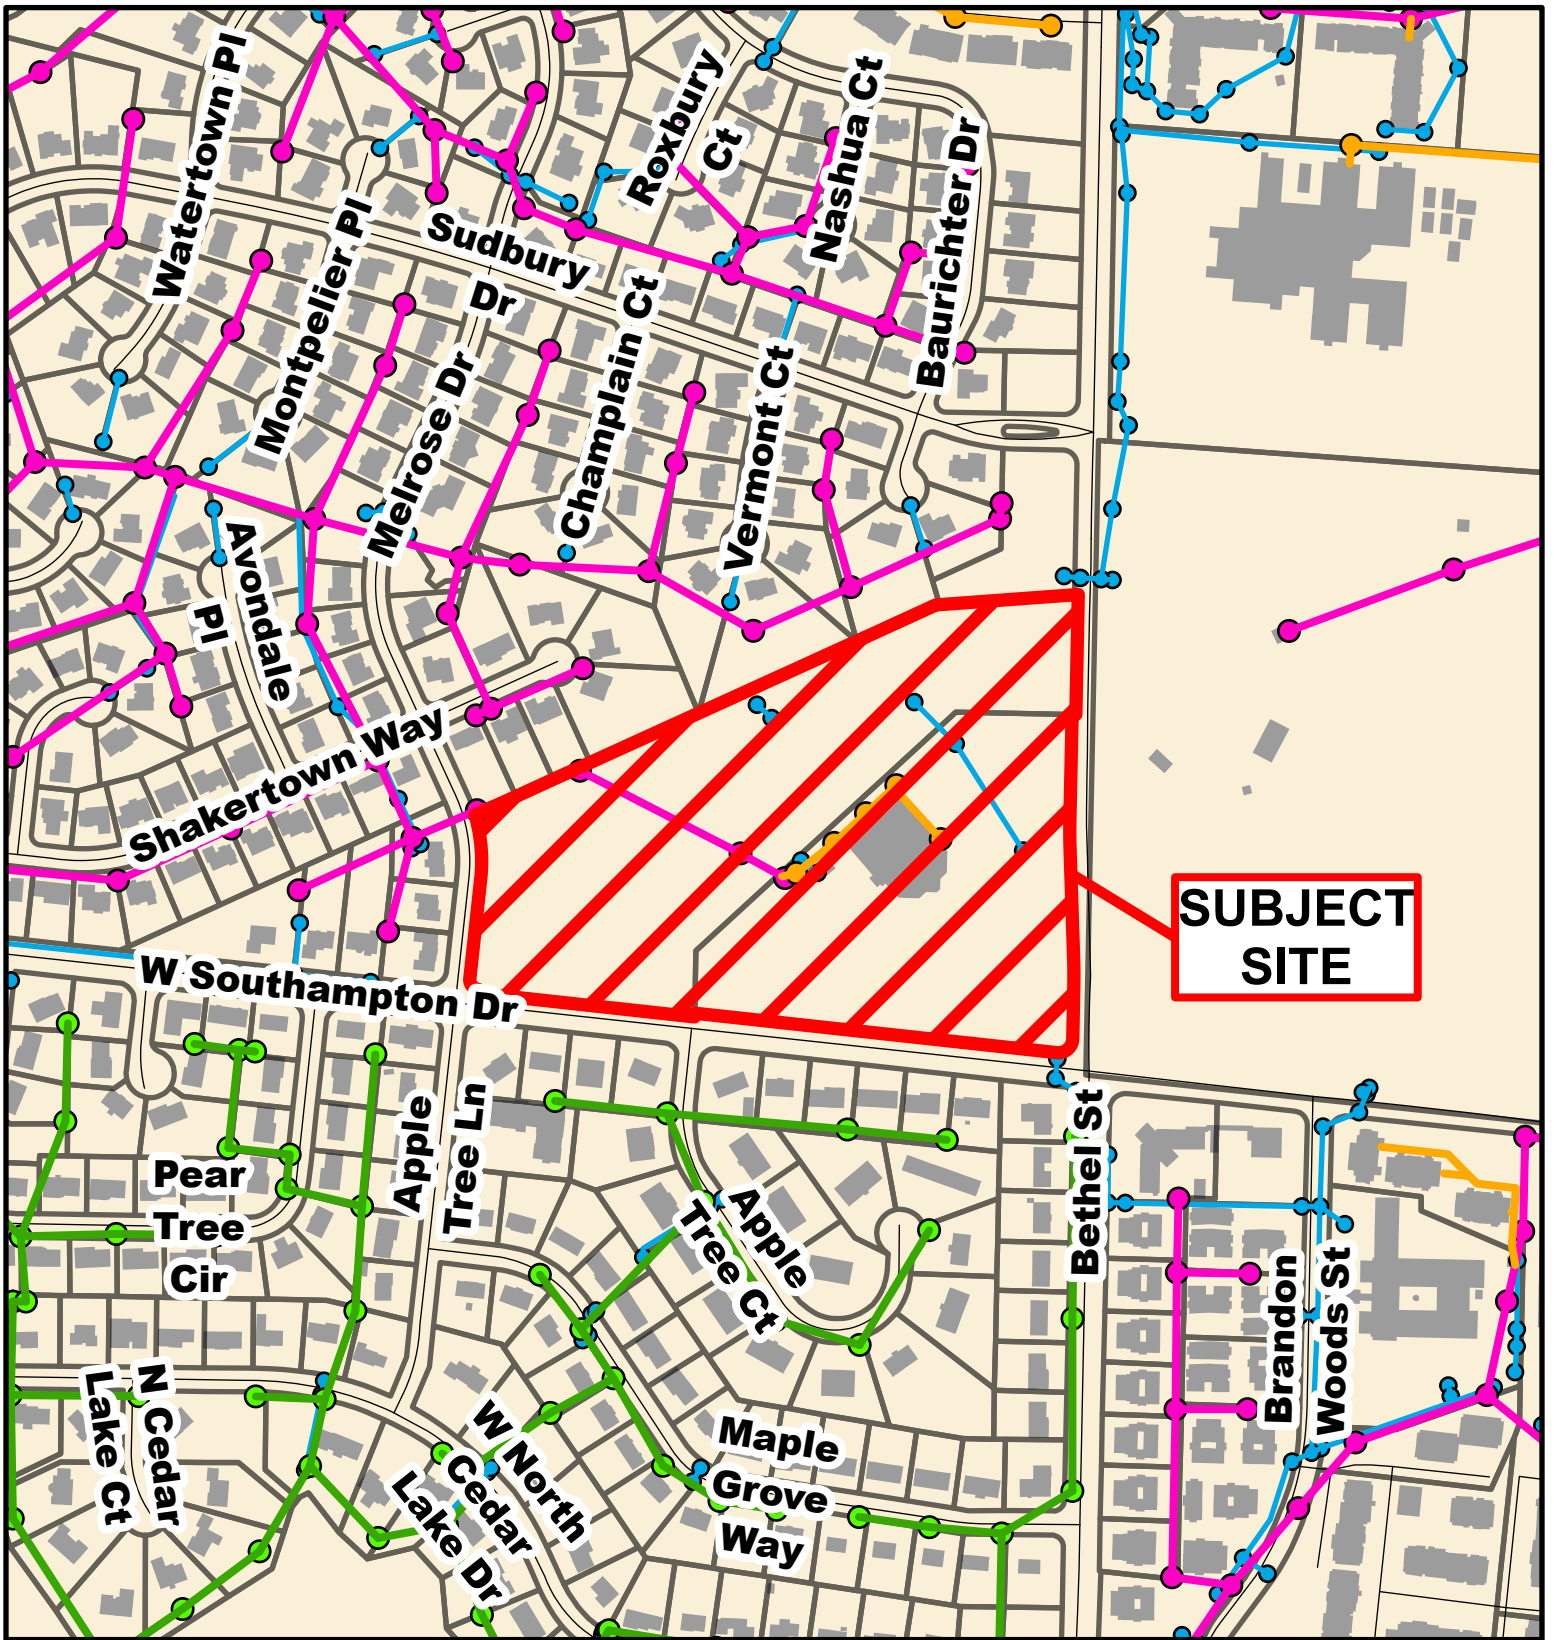 Watertown Pl
Roxbury
Ct
Nashua Ct
Baurichter Dr
Montpelier Pl
Sudbury
Dr
Melrose Dr
Champlain Ct
Vermont Ct
Avondale
Pl
Shakertown Way
SUBJECT
SITE
W Southampton Dr
Apple
Tree Ln
Pear
Tree
Cir
Apple
Tree Ct
Bethel St
Brandon
Woods St
N Cedar
Lake Ct
W North
Cedar
Lake Dr
Maple
Grove
Way